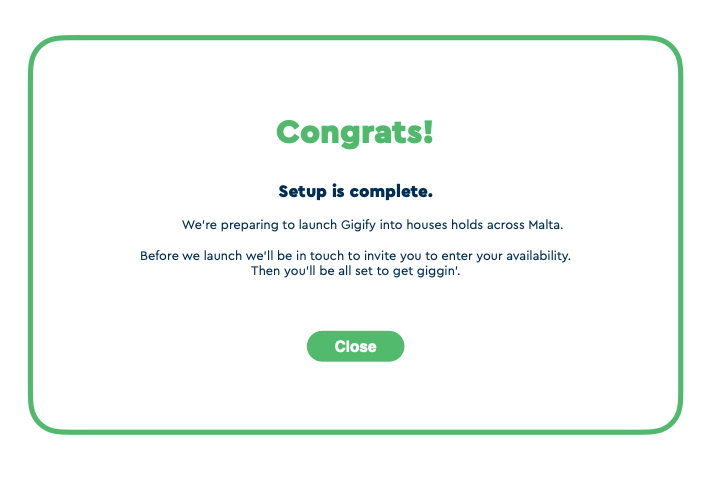 Congrats!
Setup is complete.
We're preparing to launch Gigify into houses holds across Malta.
Before we launch we'll be in touch to invite you to enter your availability.
Then you'll be all set to get giggin'.
Close